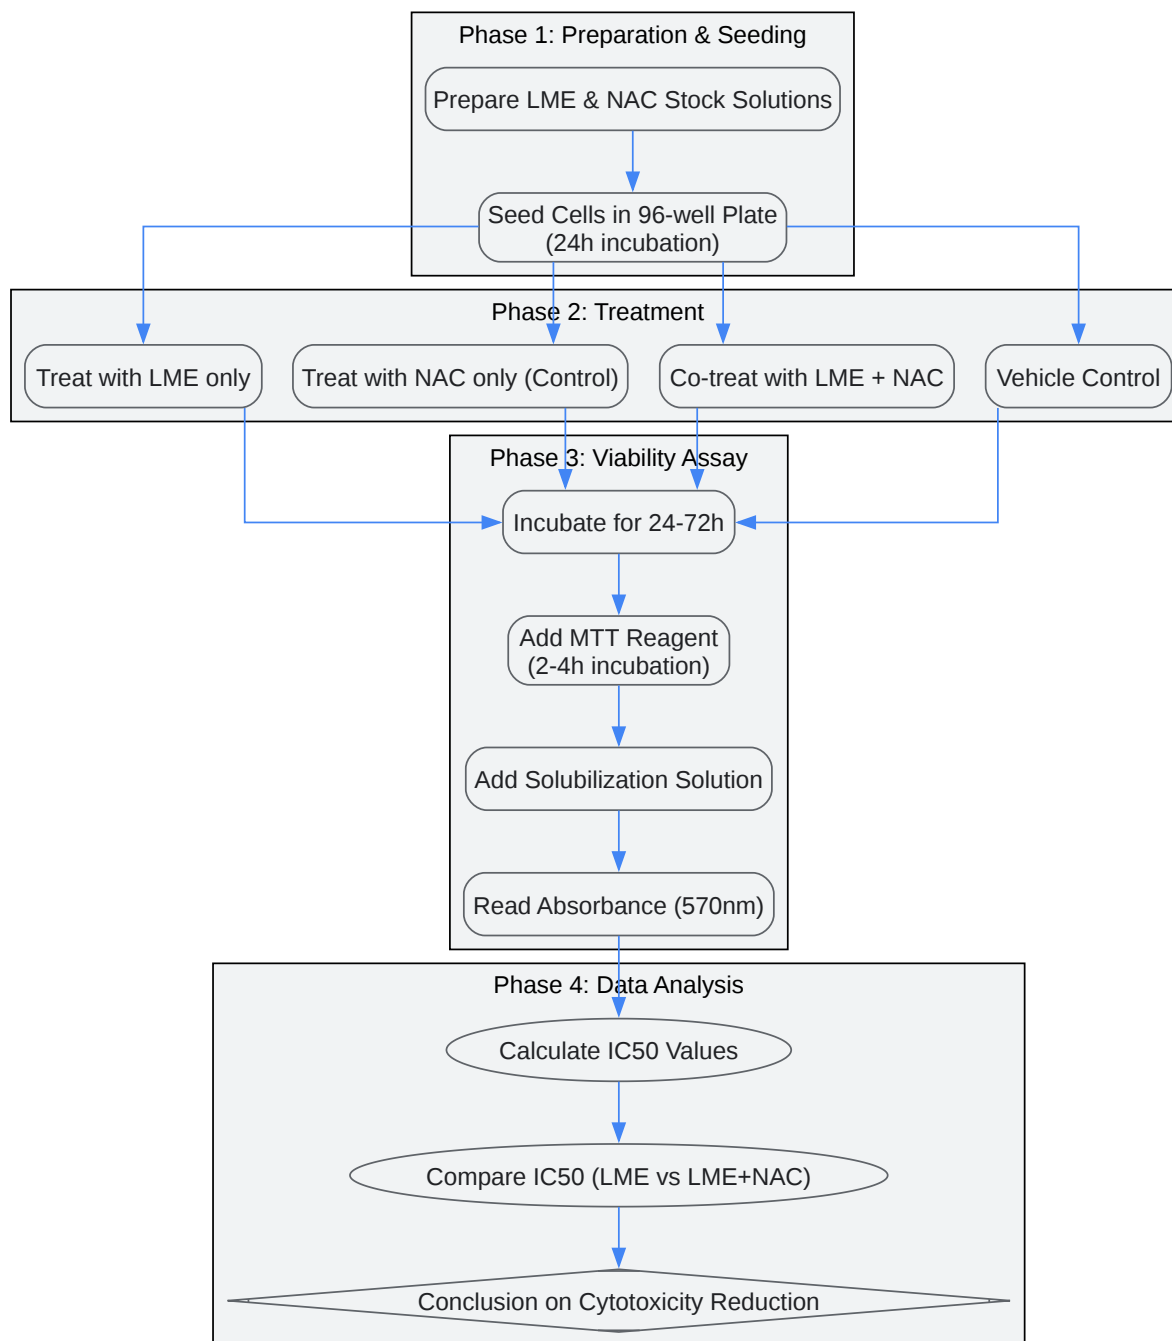 Phase 1: Preparation & Seeding
Prepare LME & NAC Stock Solutions
Seed Cells in 96-well Plate
(24h incubation)
Phase 2: Treatment
Treat with LME only
Treat with NAC only (Control)
Co-treat with LME + NAC
Vehicle Control
Phase 3: Viability Assay
Incubate for 24-72h
Add MTT Reagent
(2-4h incubation)
Add Solubilization Solution
Read Absorbance (570nm)
Phase 4: Data Analysis
Calculate IC50 Values
Compare IC50 (LME vs LME+NAC)
Conclusion on Cytotoxicity Reduction